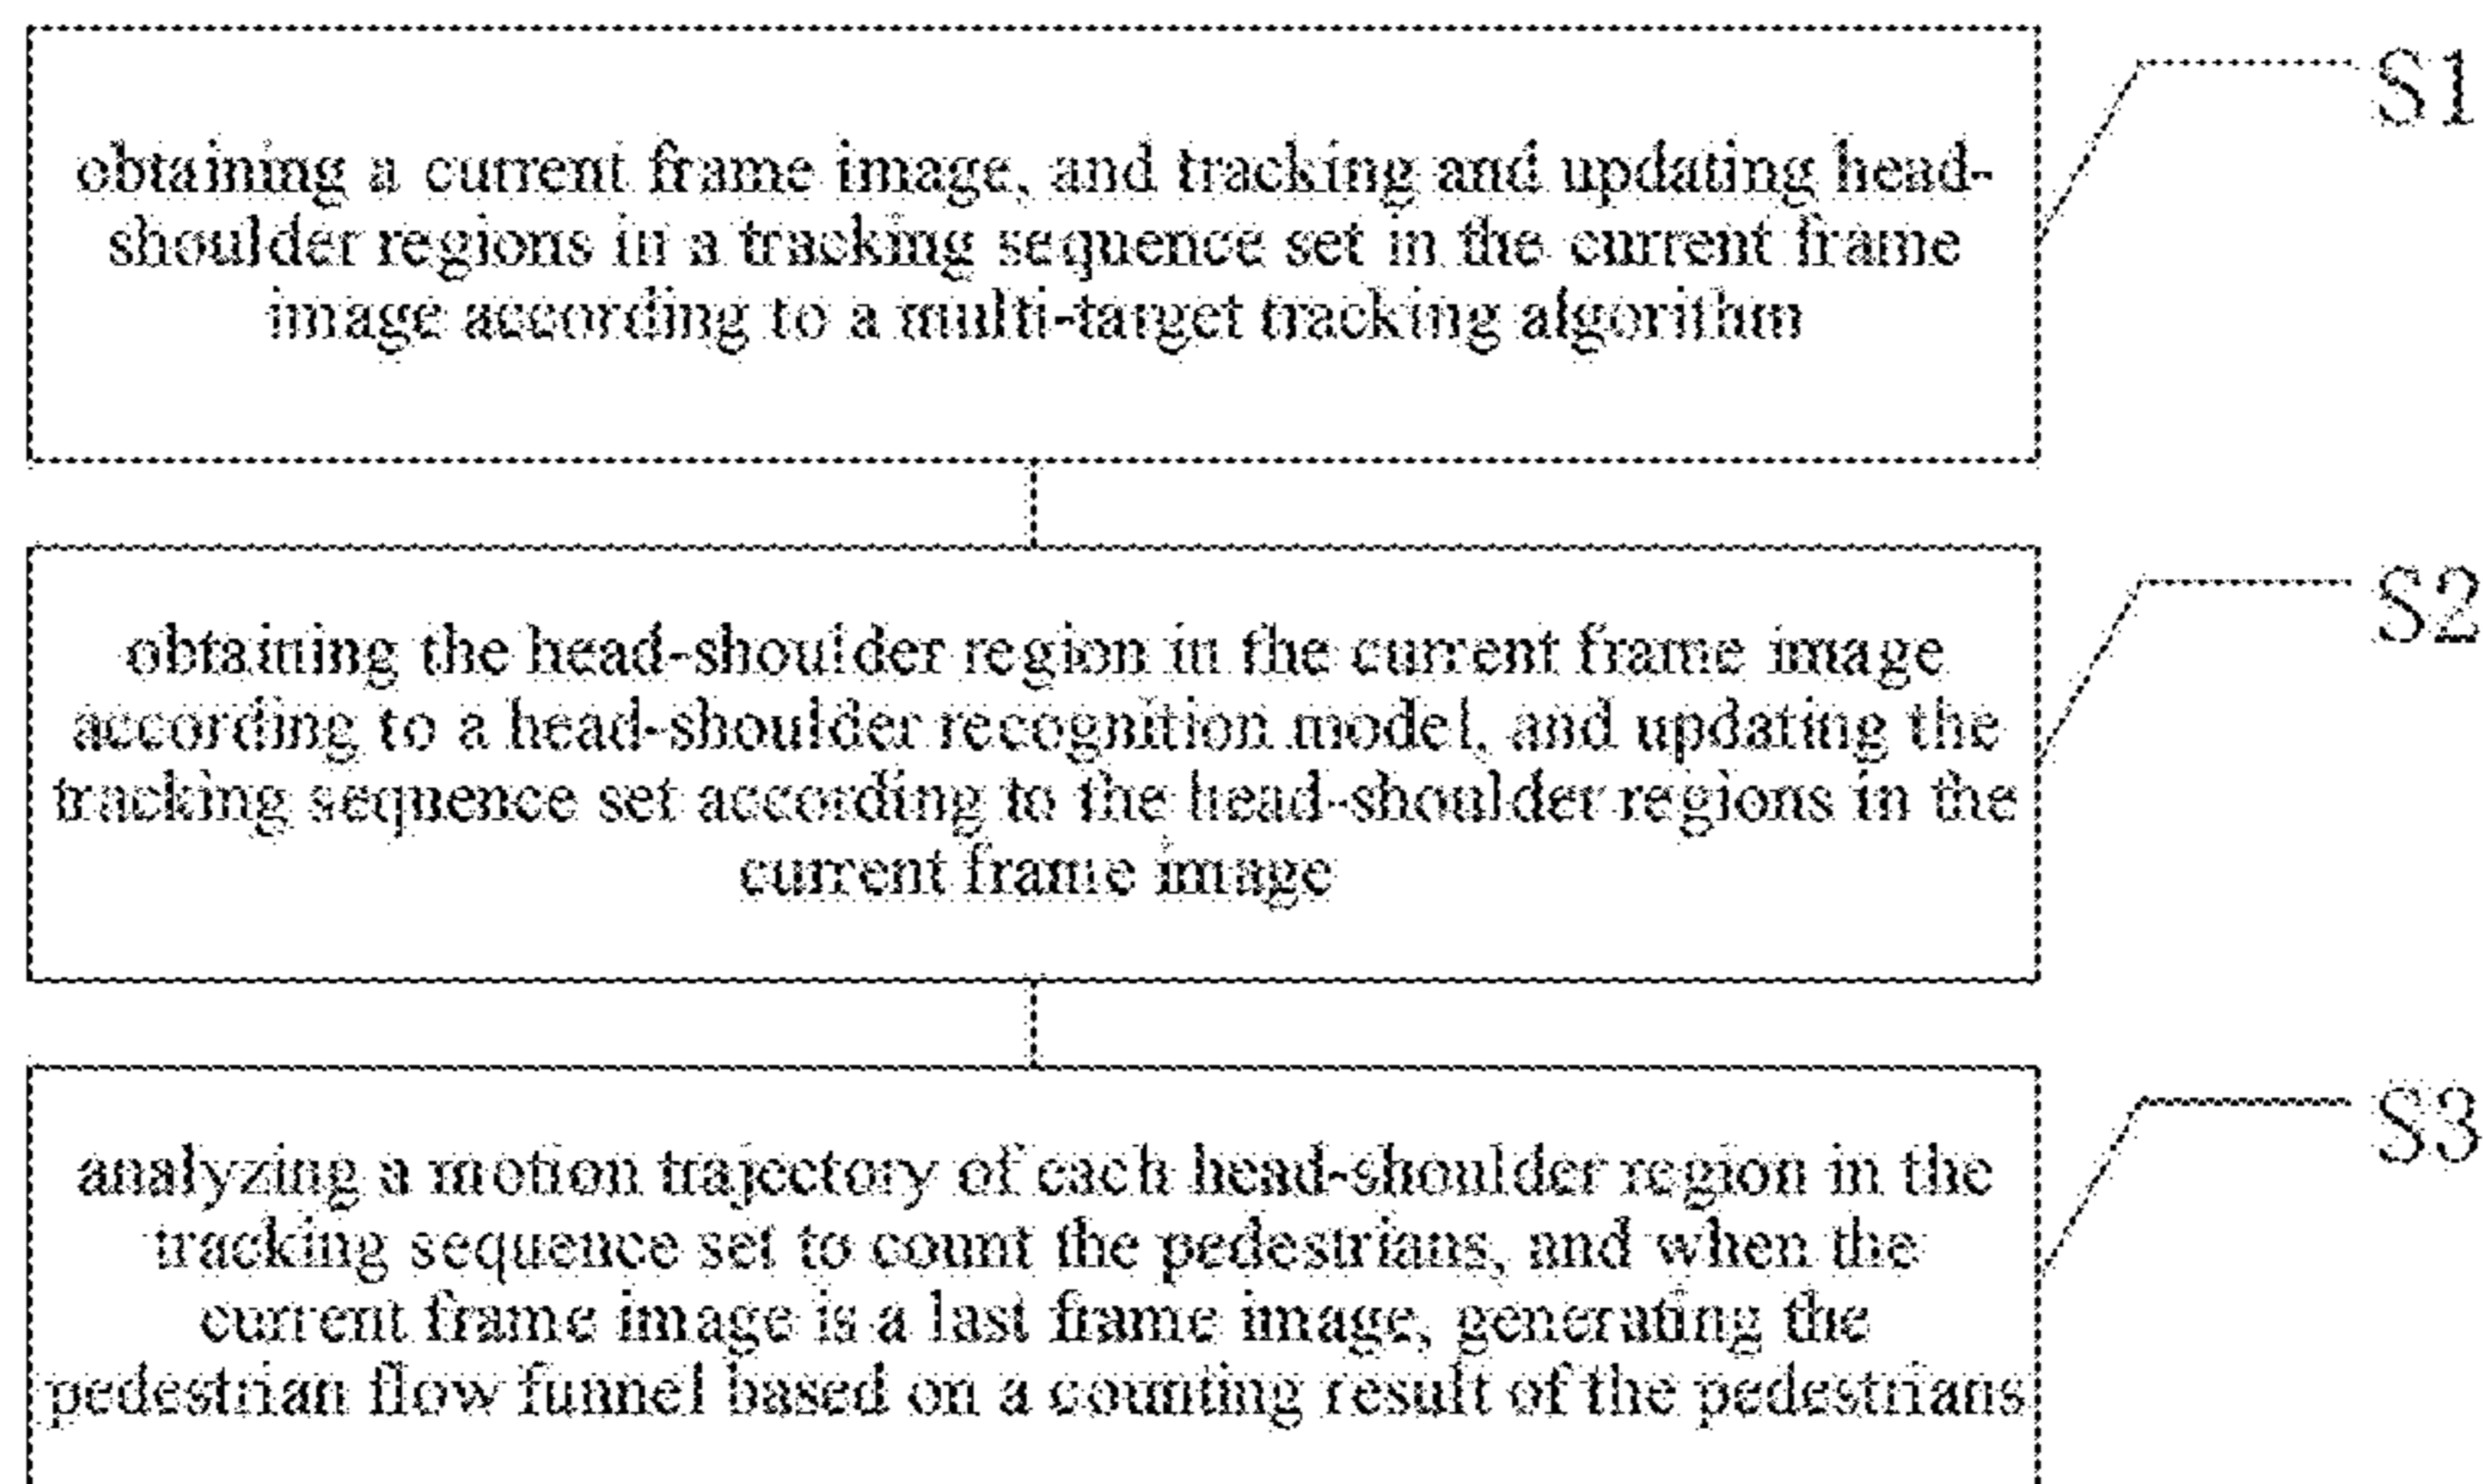 S1
obtaining a current frame image, and tracking and updating head-
shoulder regions in a tracking sequence set in the current frame
image according to a multi-target tracking algorithm
S2
obtaining the head-shoulder region in the current frame image
according to a head-shoulder recognition model, and updating the
tracking sequence set according to the head-shoulder regions in the
current frame image
S3
analyzing a motion trajectory of each head-shoulder region in the
tracking sequence set to count the pedestrians, and when the
current frame image is a last frame image, generating the
pedestrian flow funnel based on a counting result of the pedestrians